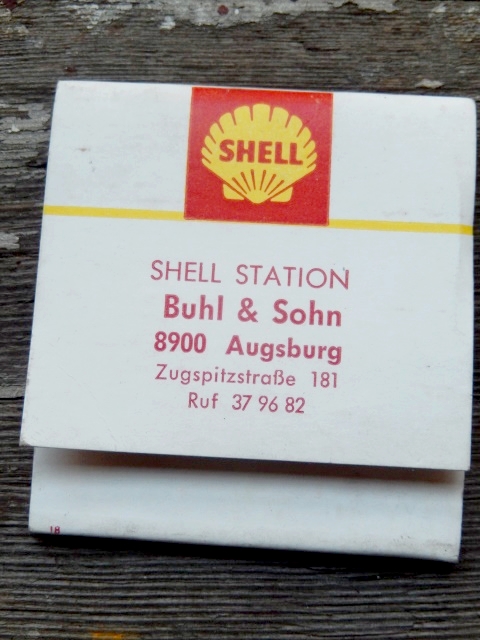 SHELL
SHELL STATION
Buhl & Sohn
8900 Augsburg
Zugspitzstraße 181
Ruf 37 96 82
18